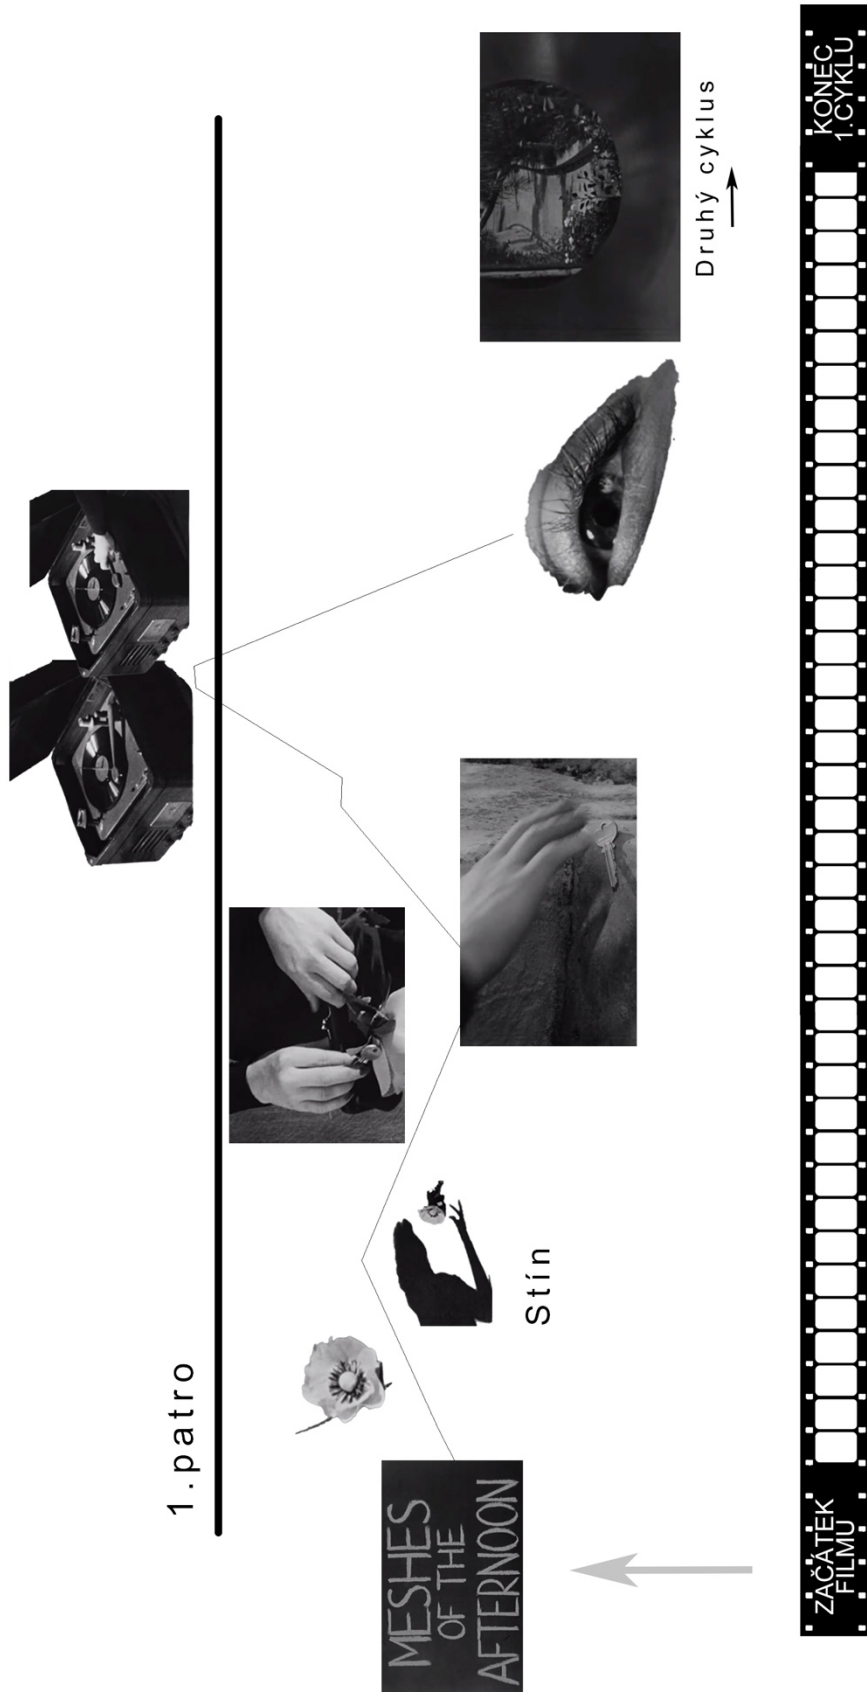 1.patro
MESHES
OF THE
AFTERNOON
Stín
Druhý cyklus
ZAČÁTEK
FILMU
KONEC
1.CYKLU